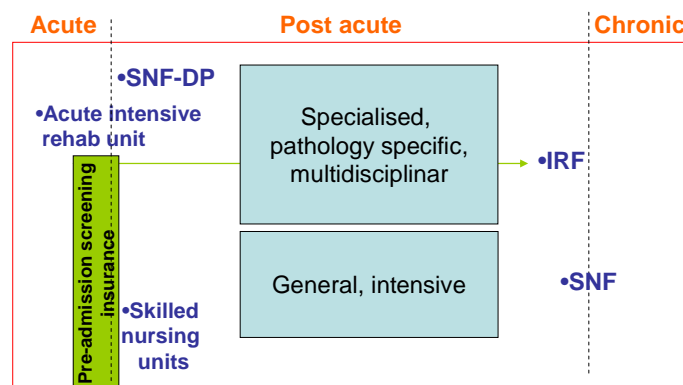 Acute
Post acute
Chronic
•SNF-DP
•Acute intensive
rehab unit
Specialised,
pathology specific,
multidisciplinar
•IRF
Pre-admission screening
insurance
General, intensive
•SNF
•Skilled
nursing
units